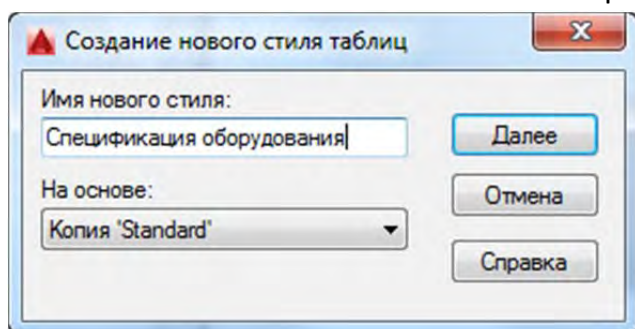 Создание нового стиля таблиц
Имя нового стиля:
Спецификация оборудования
Далее
На основе:
Отмена
Копия 'Standard'
Справка